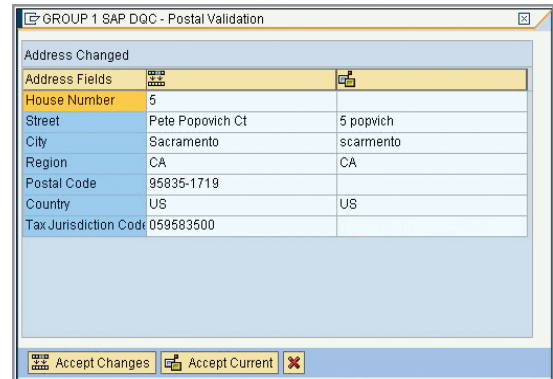 GROUP 1 SAP DQC - Postal Validation
Address Changed
Address Fields
House Number 5
Street Pete Popovich Ct 5 popvich
City Sacramento scarmento
Region CA CA
Postal Code 95835-1719
Country US US
Tax Jurisdiction Code 059583500
Accept Changes Accept Current